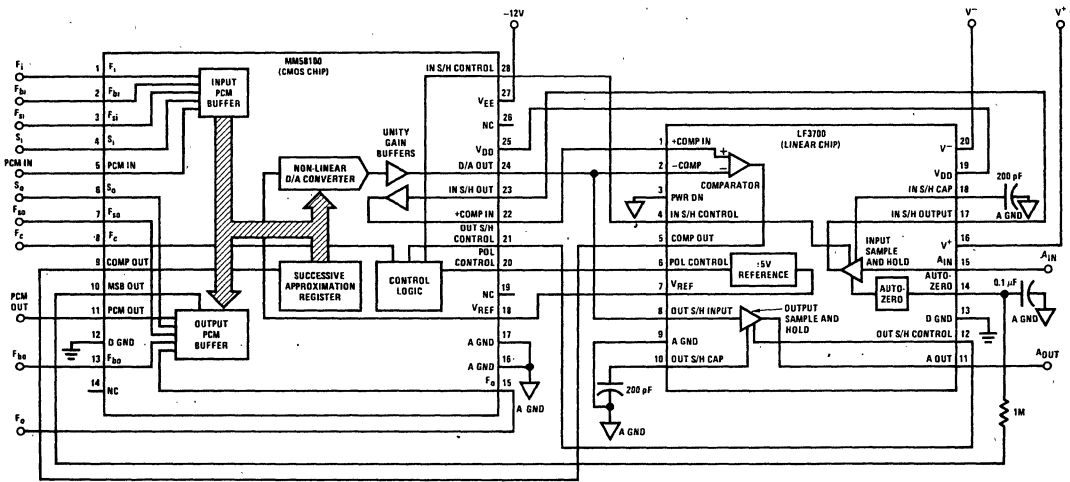 -12V
V⁻
V⁺
MM58100
(CMOS CHIP)
Fi
1 Fi
Fbi
2 Fbi
Fsi
3 Fsi
Si
4 Si
PCM IN
5 PCM IN
So
6 So
Fso
7 Fso
Fc
8 Fc
9 COMP OUT
10 MSB OUT
PCM
OUT
11 PCM OUT
12 D GND
Fbo
13 Fbo
14 NC
Fo
INPUT
PCM
BUFFER
NON-LINEAR
D/A CONVERTER
UNITY
GAIN
BUFFERS
SUCCESSIVE
APPROXIMATION
REGISTER
CONTROL
LOGIC
OUTPUT
PCM
BUFFER
IN S/H CONTROL 28
VEE 27
NC 26
VDD 25
D/A OUT 24
IN S/H OUT 23
+COMP IN 22
OUT S/H
CONTROL 21
POL
CONTROL 20
NC 19
VREF 18
A GND 17
A GND 16
Fo 15
A GND
LF3700
(LINEAR CHIP)
1 +COMP IN
2 -COMP
3 PWR DN
4 IN S/H CONTROL
5 COMP OUT
6 POL CONTROL
7 VREF
8 OUT S/H INPUT
9 A GND
10 OUT S/H CAP
+
−
COMPARATOR
:5V
REFERENCE
OUTPUT
SAMPLE AND
HOLD
INPUT
SAMPLE
AND HOLD
AUTO-
ZERO
V⁻ 20
VDD 19
IN S/H CAP 18
IN S/H OUTPUT 17
V⁺ 16
AIN 15
AUTO-
ZERO 14
D GND 13
OUT S/H CONTROL 12
A OUT 11
200 pF
A GND
AIN
0.1 μF
A GND
AOUT
1M
200 pF
A GND